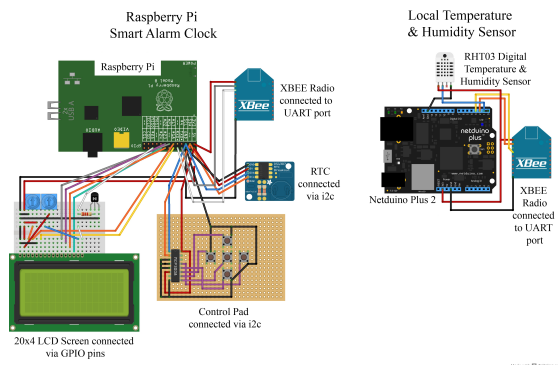 Raspberry Pi
Smart Alarm Clock
Local Temperature
& Humidity Sensor
Raspberry Pi
XBEE Radio
connected to
UART port
XBee
RTC
connected
via i2c
Control Pad
connected via i2c
20x4 LCD Screen connected
via GPIO pins
RHT03 Digital
Temperature &
Humidity Sensor
netduino
plus
Netduino Plus 2
XBee
XBEE
Radio
connected
to UART
port